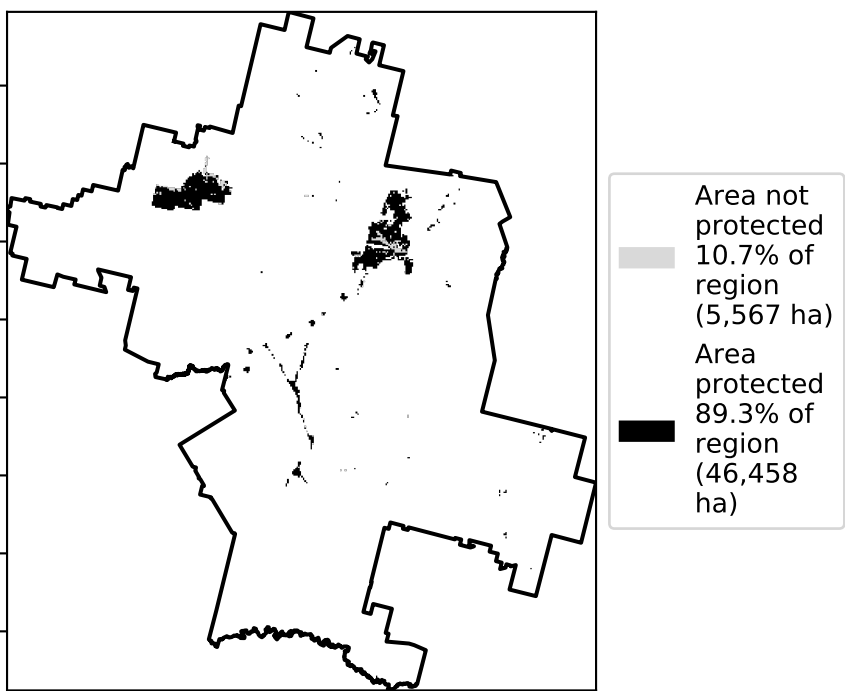 Area not
protected
10.7% of
region
(5,567 ha)
Area
protected
89.3% of
region
(46,458
ha)